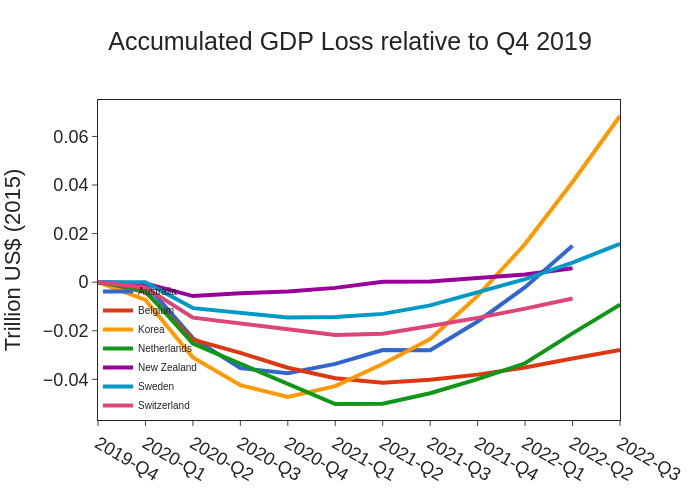 Accumulated GDP Loss relative to Q4 2019
Trillion US$ (2015)
0.06
0.04
0.02
0
−0.02
−0.04
Australia
Belgium
Korea
Netherlands
New Zealand
Sweden
Switzerland
2019-Q4
2020-Q1
2020-Q2
2020-Q3
2020-Q4
2021-Q1
2021-Q2
2021-Q3
2021-Q4
2022-Q1
2022-Q2
2022-Q3